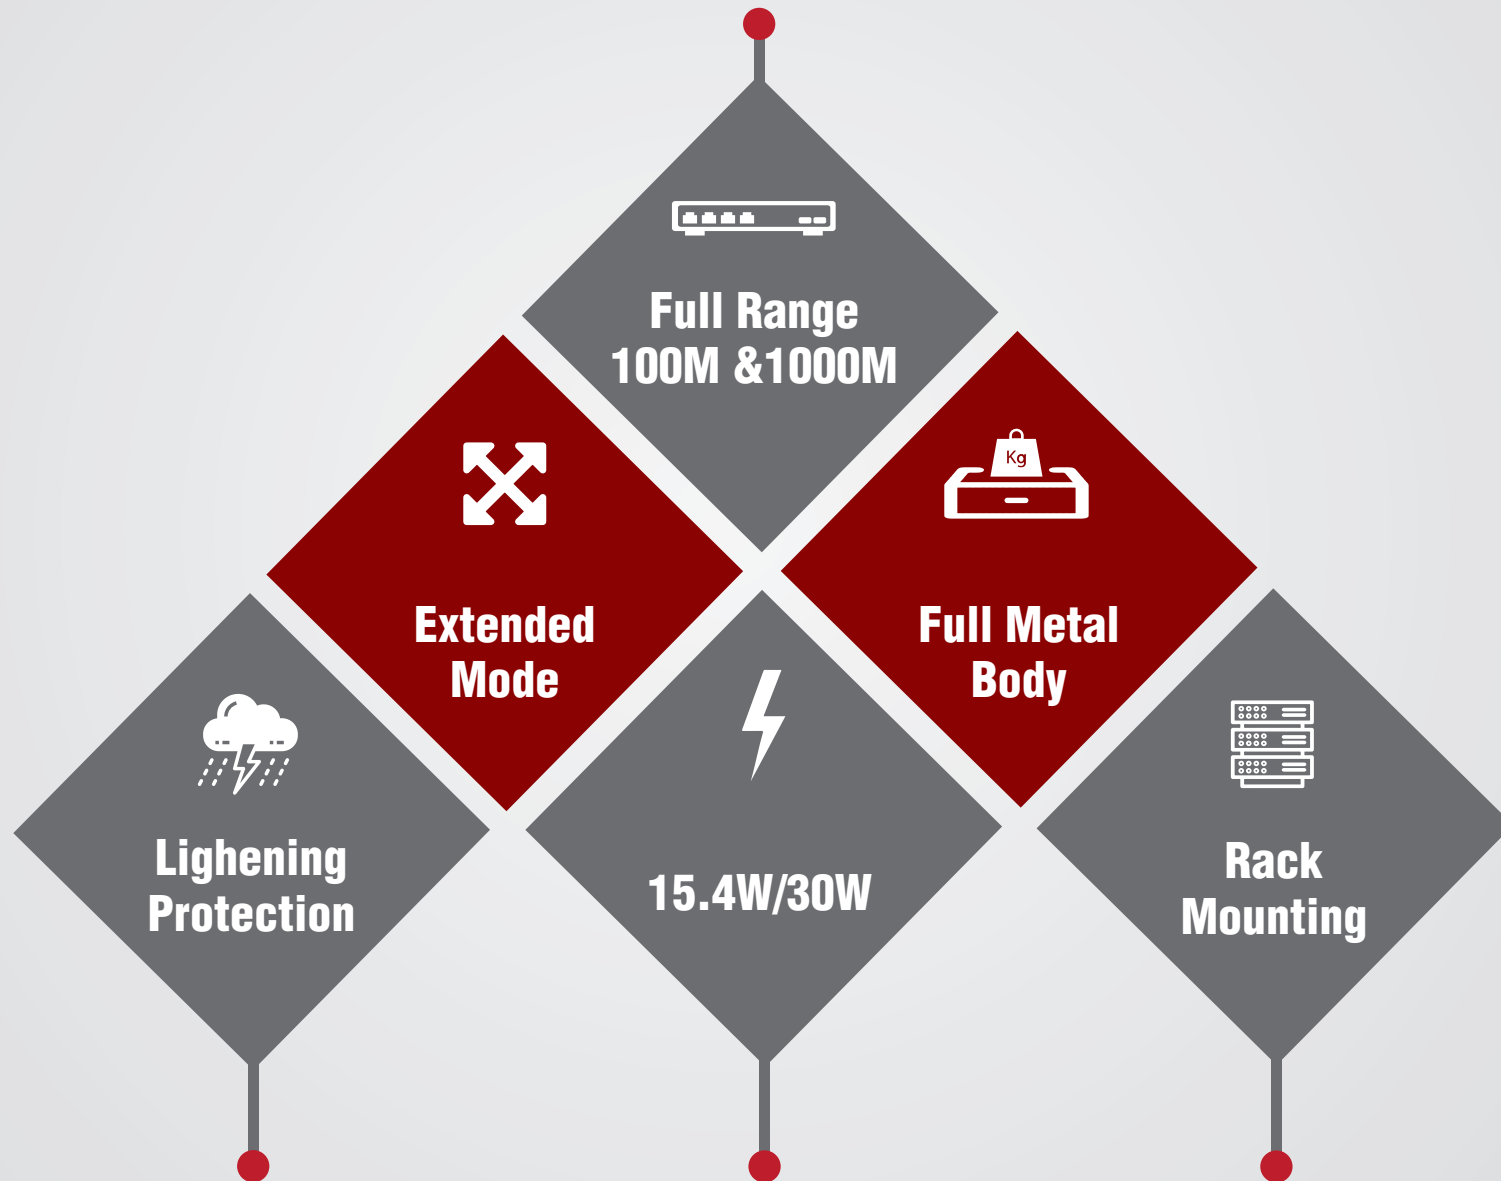 Full Range
100M &1000M
Extended
Mode
Kg
Full Metal
Body
Lighening
Protection
15.4W/30W
Rack
Mounting